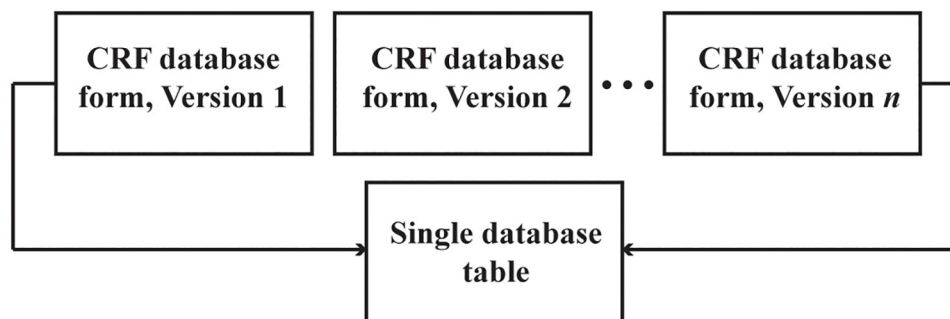 CRF database
form, Version 1
CRF database
form, Version 2
...
CRF database
form, Version n
Single database
table